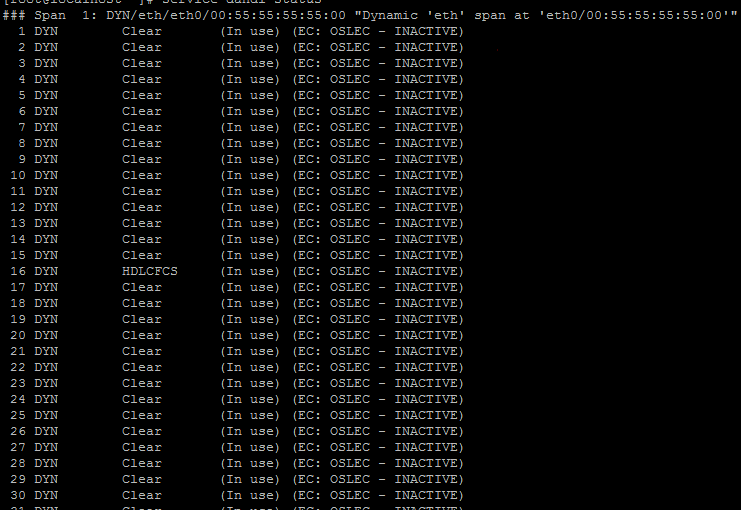 [root@localhost ~]# service dahdi status
### Span  1: DYN/eth/eth0/00:55:55:55:55:00 "Dynamic 'eth' span at 'eth0/00:55:55:55:55:00'"
1 DYN Clear (In use) (EC: OSLEC - INACTIVE)
2 DYN Clear (In use) (EC: OSLEC - INACTIVE)
3 DYN Clear (In use) (EC: OSLEC - INACTIVE)
4 DYN Clear (In use) (EC: OSLEC - INACTIVE)
5 DYN Clear (In use) (EC: OSLEC - INACTIVE)
6 DYN Clear (In use) (EC: OSLEC - INACTIVE)
7 DYN Clear (In use) (EC: OSLEC - INACTIVE)
8 DYN Clear (In use) (EC: OSLEC - INACTIVE)
9 DYN Clear (In use) (EC: OSLEC - INACTIVE)
10 DYN Clear (In use) (EC: OSLEC - INACTIVE)
11 DYN Clear (In use) (EC: OSLEC - INACTIVE)
12 DYN Clear (In use) (EC: OSLEC - INACTIVE)
13 DYN Clear (In use) (EC: OSLEC - INACTIVE)
14 DYN Clear (In use) (EC: OSLEC - INACTIVE)
15 DYN Clear (In use) (EC: OSLEC - INACTIVE)
16 DYN HDLCFCS (In use) (EC: OSLEC - INACTIVE)
17 DYN Clear (In use) (EC: OSLEC - INACTIVE)
18 DYN Clear (In use) (EC: OSLEC - INACTIVE)
19 DYN Clear (In use) (EC: OSLEC - INACTIVE)
20 DYN Clear (In use) (EC: OSLEC - INACTIVE)
21 DYN Clear (In use) (EC: OSLEC - INACTIVE)
22 DYN Clear (In use) (EC: OSLEC - INACTIVE)
23 DYN Clear (In use) (EC: OSLEC - INACTIVE)
24 DYN Clear (In use) (EC: OSLEC - INACTIVE)
25 DYN Clear (In use) (EC: OSLEC - INACTIVE)
26 DYN Clear (In use) (EC: OSLEC - INACTIVE)
27 DYN Clear (In use) (EC: OSLEC - INACTIVE)
28 DYN Clear (In use) (EC: OSLEC - INACTIVE)
29 DYN Clear (In use) (EC: OSLEC - INACTIVE)
30 DYN Clear (In use) (EC: OSLEC - INACTIVE)